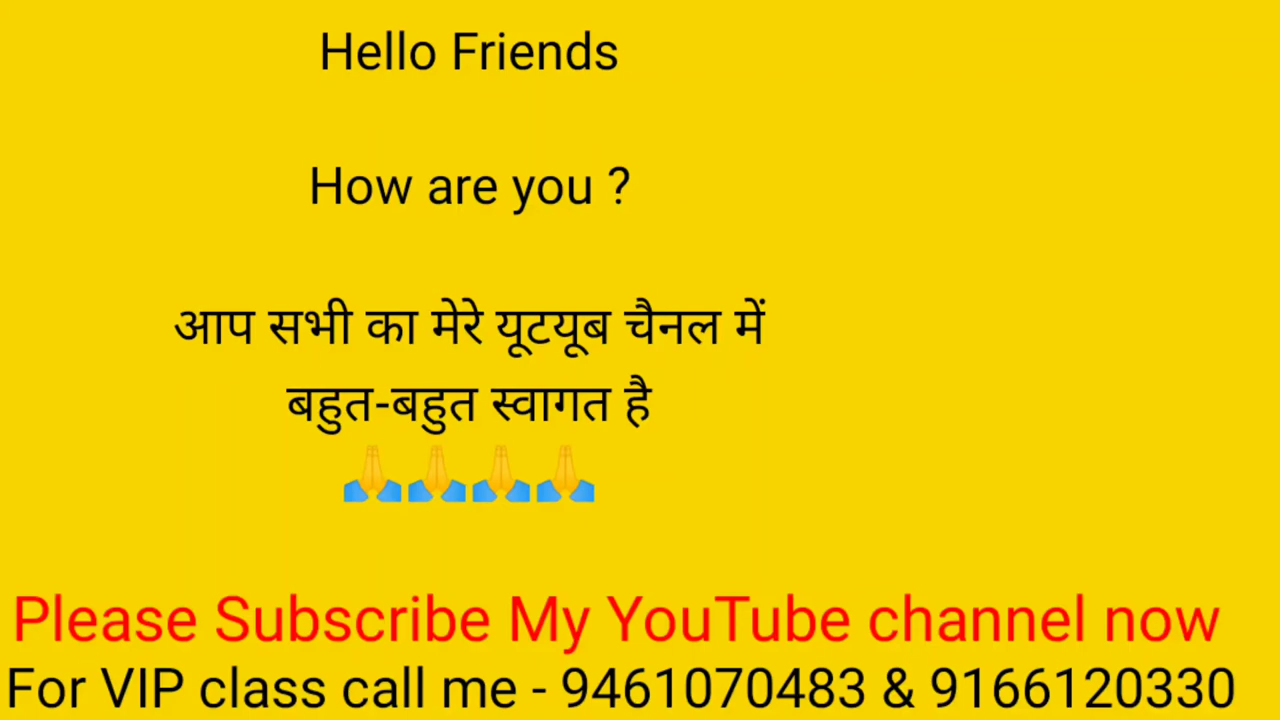 Hello Friends
How are you ?
आप सभी का मेरे यूटयूब चैनल में
बहुत-बहुत स्वागत है
🙏🙏🙏🙏
Please Subscribe My YouTube channel now
For VIP class call me - 9461070483 & 9166120330